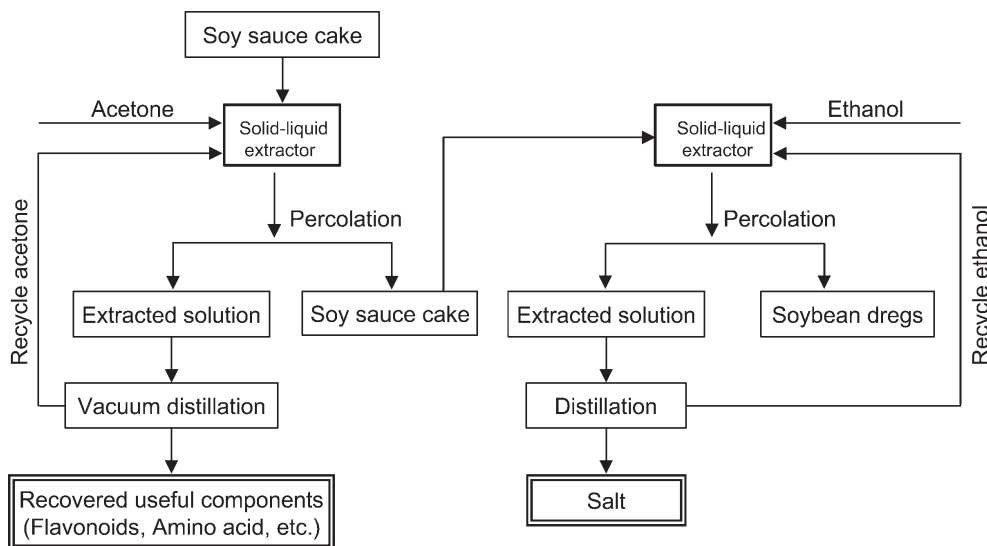 Soy sauce cake
Acetone
Solid-liquid
extractor
Percolation
Recycle acetone
Extracted solution
Soy sauce cake
Vacuum distillation
Recovered useful components
(Flavonoids, Amino acid, etc.)
Ethanol
Solid-liquid
extractor
Percolation
Recycle ethanol
Extracted solution
Soybean dregs
Distillation
Salt